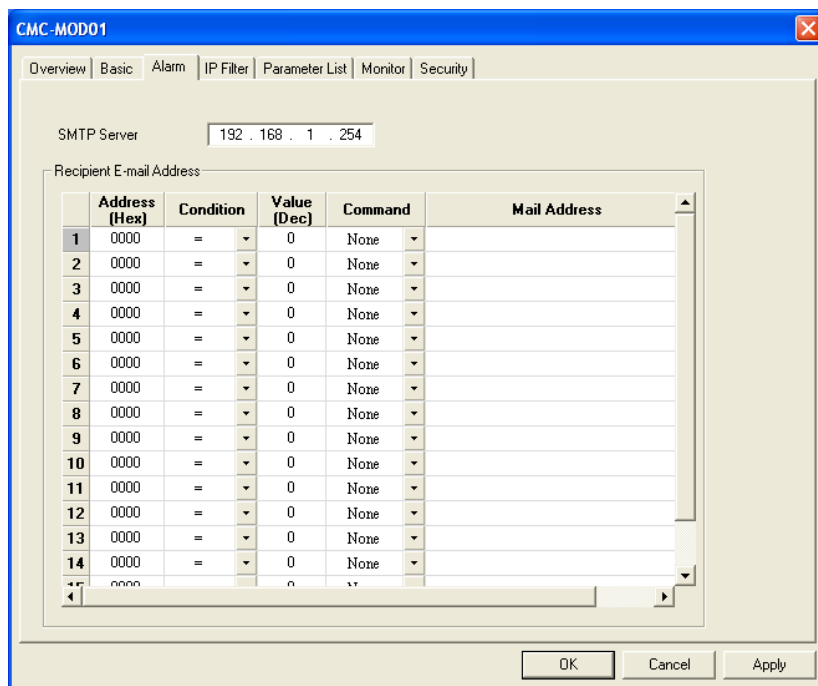 CMC-MOD01
Overview Basic Alarm IP Filter Parameter List Monitor Security
SMTP Server 192 . 168 . 1 . 254
Recipient E-mail Address
Address (Hex) Condition Value (Dec) Command Mail Address
1 0000 = 0 None
2 0000 = 0 None
3 0000 = 0 None
4 0000 = 0 None
5 0000 = 0 None
6 0000 = 0 None
7 0000 = 0 None
8 0000 = 0 None
9 0000 = 0 None
10 0000 = 0 None
11 0000 = 0 None
12 0000 = 0 None
13 0000 = 0 None
14 0000 = 0 None
OK Cancel Apply